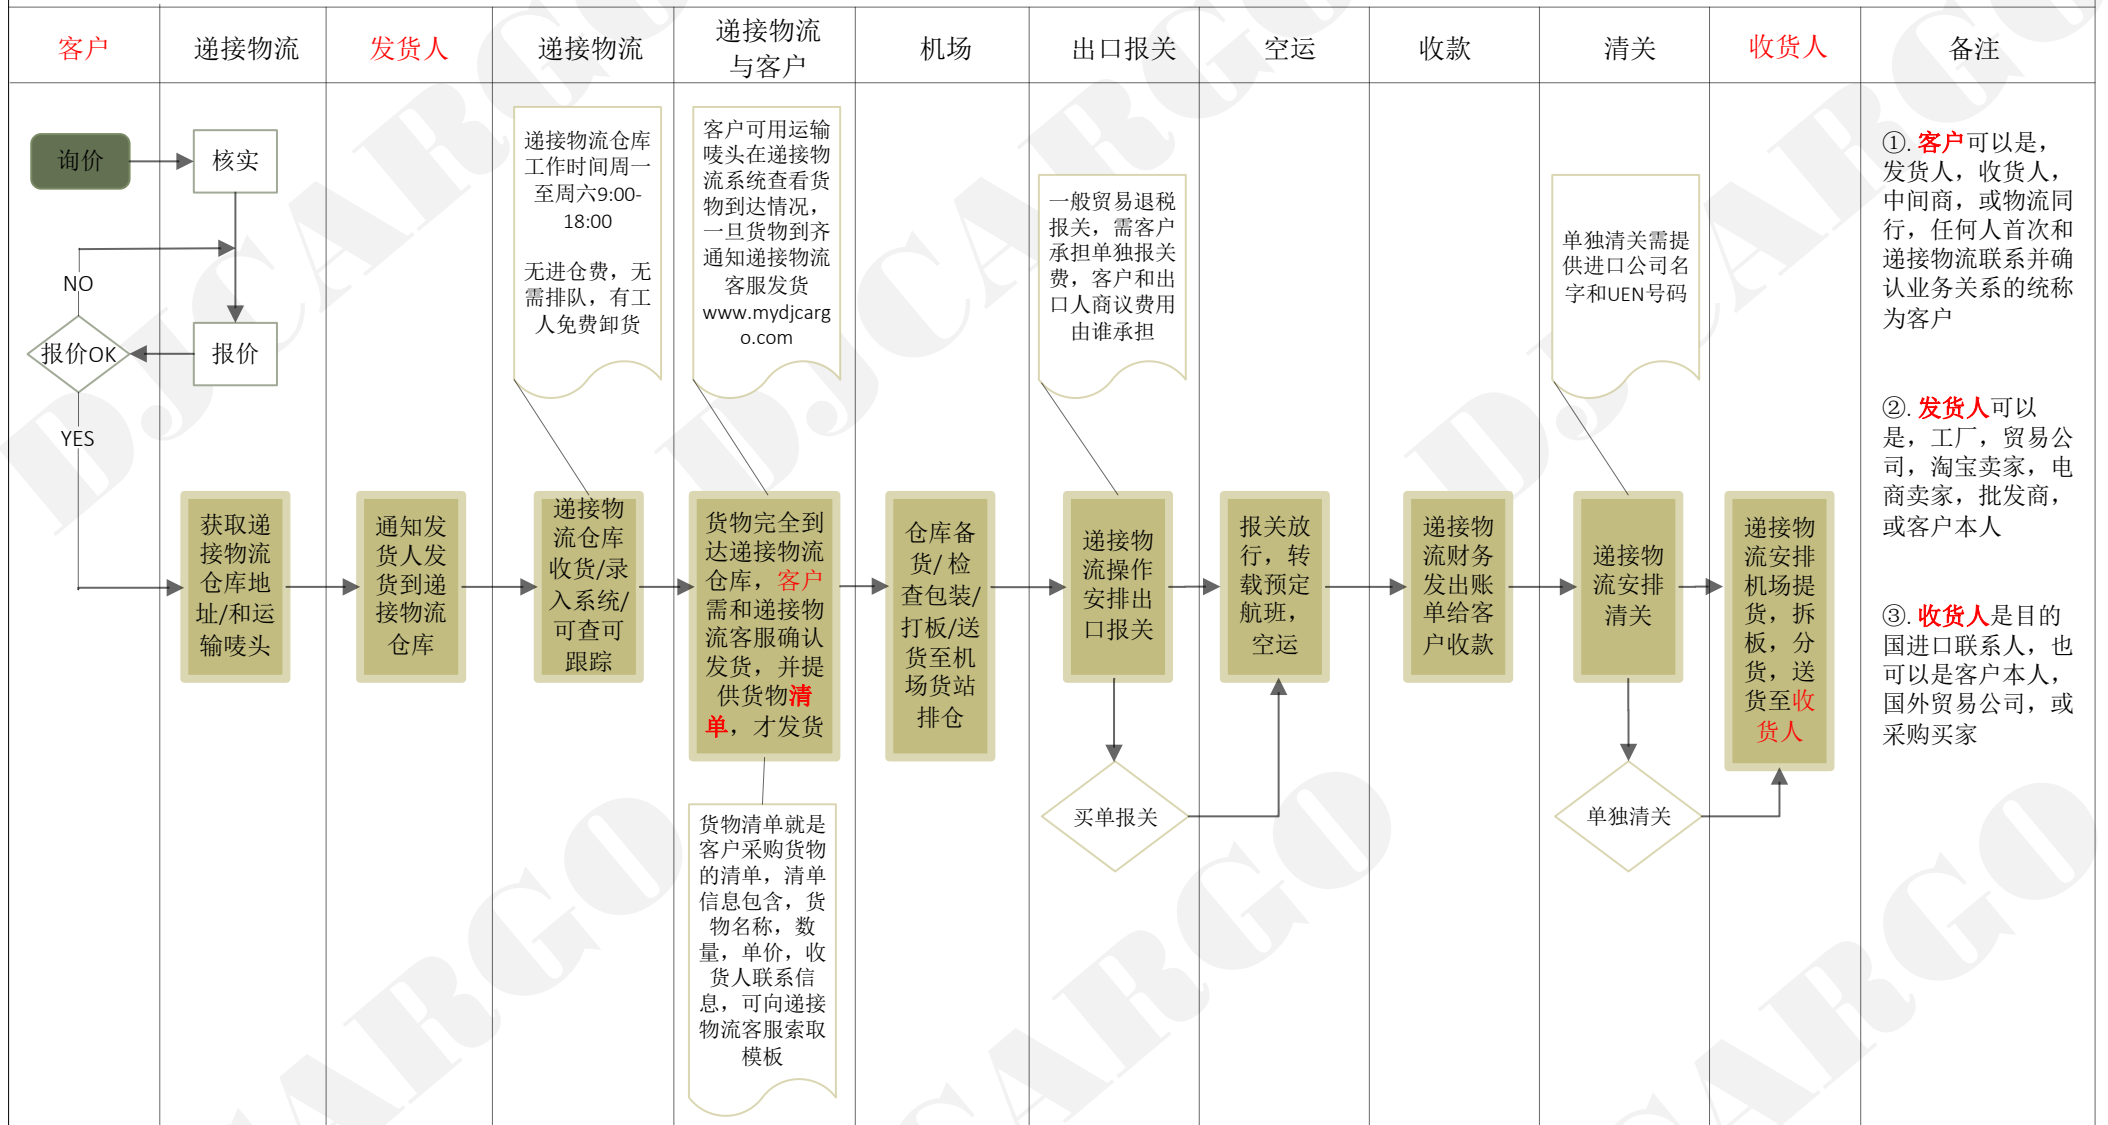 客户
递接物流
发货人
递接物流
递接物流
与客户
机场
出口报关
空运
收款
清关
收货人
备注
询价
核实
NO
报价OK
报价
YES
获取递
接物流
仓库地
址/和运
输唛头
通知发
货人发
货到递
接物流
仓库
递接物流仓库
工作时间周一
至周六9:00-
18:00
无进仓费，无
需排队，有工
人免费卸货
递接物
流仓库
收货/录
入系统/
可查可
跟踪
客户可用运输
唛头在递接物
流系统查看货
物到达情况，
一旦货物到齐
通知递接物流
客服发货
www.mydjcarg
o.com
货物完全到
达递接物流
仓库，客户
需和递接物
流客服确认
发货，并提
供货物清
单，才发货
货物清单就是
客户采购货物
的清单，清单
信息包含，货
物名称，数
量，单价，收
货人联系信
息，可向递接
物流客服索取
模板
仓库备
货/ 检
查包装/
打板/送
货至机
场货站
排仓
一般贸易退税
报关，需客户
承担单独报关
费，客户和出
口人商议费用
由谁承担
递接物
流操作
安排出
口报关
买单报关
报关放
行，转
载预定
航班，
空运
递接物
流财务
发出账
单给客
户收款
单独清关需提
供进口公司名
字和UEN号码
递接物
流安排
清关
单独清关
递接物
流安排
机场提
货，拆
板，分
货，送
货至收
货人
①. 客户可以是，
发货人，收货人，
中间商，或物流同
行，任何人首次和
递接物流联系并确
认业务关系的统称
为客户
②. 发货人可以
是，工厂，贸易公
司，淘宝卖家，电
商卖家，批发商，
或客户本人
③. 收货人是目的
国进口联系人，也
可以是客户本人，
国外贸易公司，或
采购买家
DJCARGO
DJCARGO
DJCARGO
CARGO
CARGO
CARGO